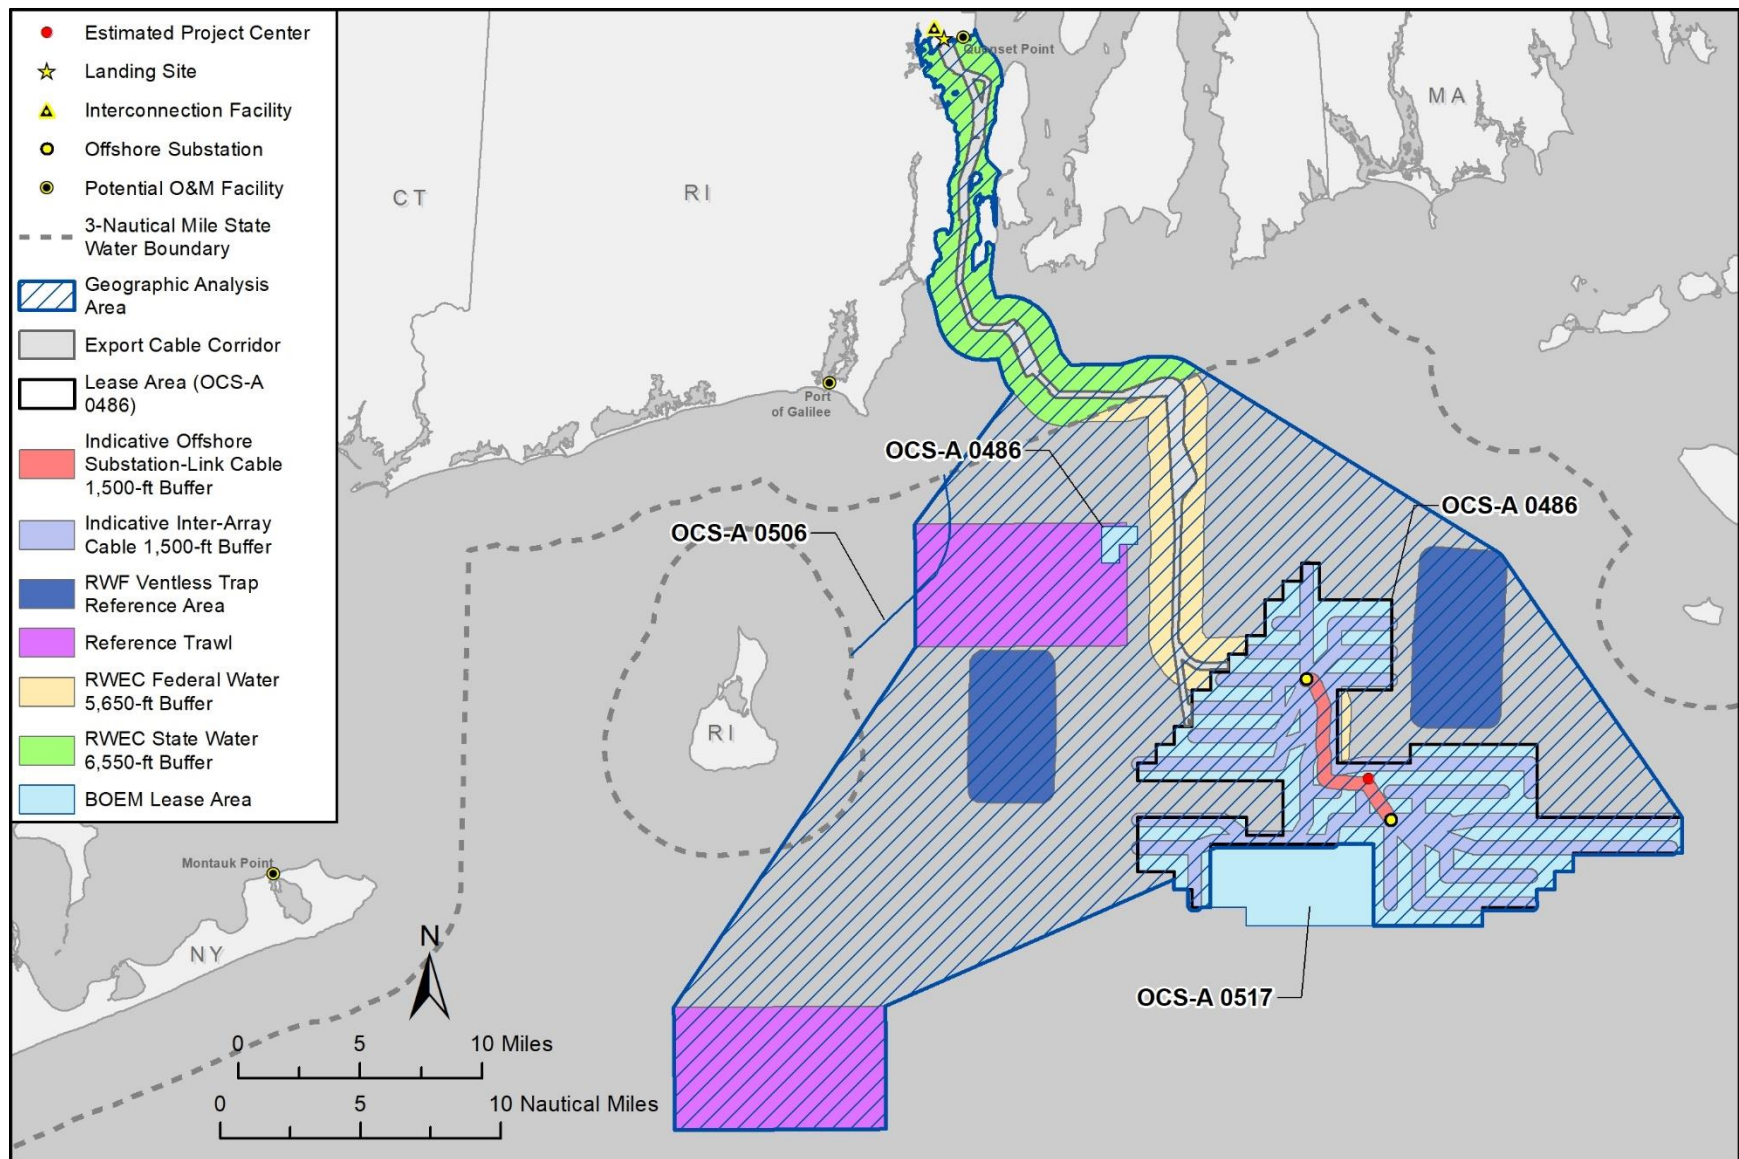 Estimated Project Center
Landing Site
Interconnection Facility
Offshore Substation
Potential O&M Facility
3-Nautical Mile State
Water Boundary
Geographic Analysis
Area
Export Cable Corridor
Lease Area (OCS-A
0486)
Indicative Offshore
Substation-Link Cable
1,500-ft Buffer
Indicative Inter-Array
Cable 1,500-ft Buffer
RWF Ventless Trap
Reference Area
Reference Trawl
RWEC Federal Water
5,650-ft Buffer
RWEC State Water
6,550-ft Buffer
BOEM Lease Area
Quonset Point
MA
CT
RI
Port
of Galilee
OCS-A 0486
OCS-A 0486
OCS-A 0506
RI
Montauk Point
NY
N
OCS-A 0517
0 5 10 Miles
0 5 10 Nautical Miles